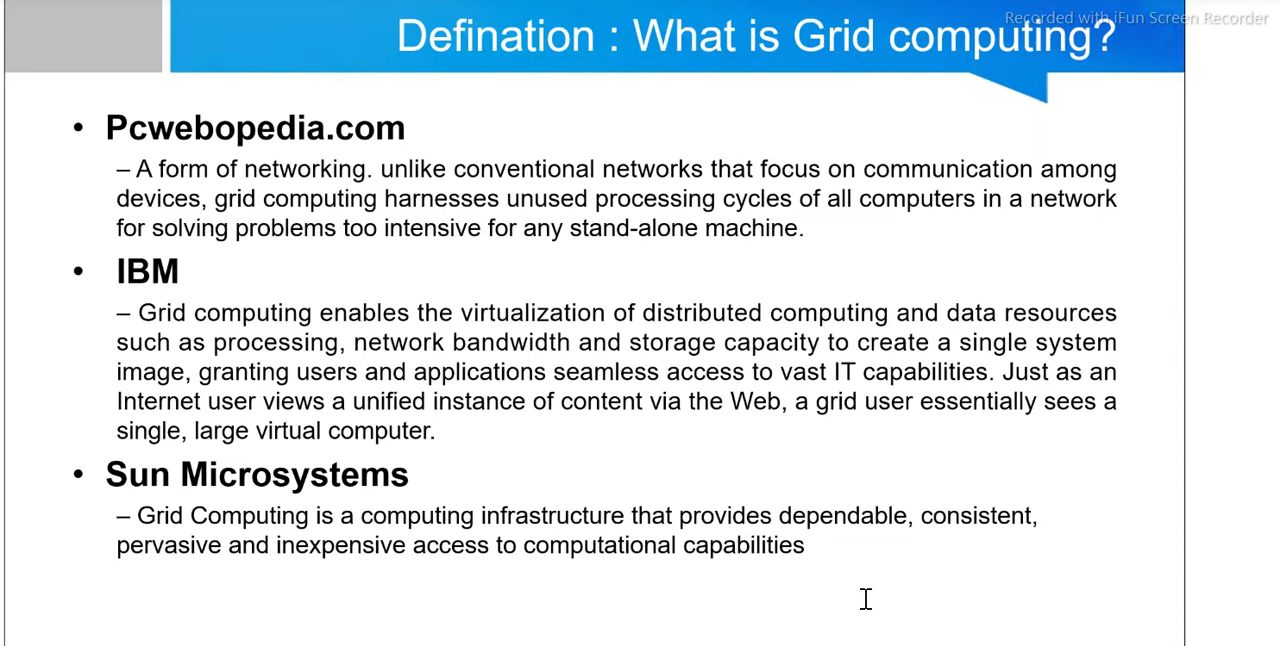 Recorded with iFun Screen Recorder
Defination : What is Grid computing?
• Pcwebopedia.com
– A form of networking. unlike conventional networks that focus on communication among
devices, grid computing harnesses unused processing cycles of all computers in a network
for solving problems too intensive for any stand-alone machine.
• IBM
– Grid computing enables the virtualization of distributed computing and data resources
such as processing, network bandwidth and storage capacity to create a single system
image, granting users and applications seamless access to vast IT capabilities. Just as an
Internet user views a unified instance of content via the Web, a grid user essentially sees a
single, large virtual computer.
• Sun Microsystems
– Grid Computing is a computing infrastructure that provides dependable, consistent,
pervasive and inexpensive access to computational capabilities